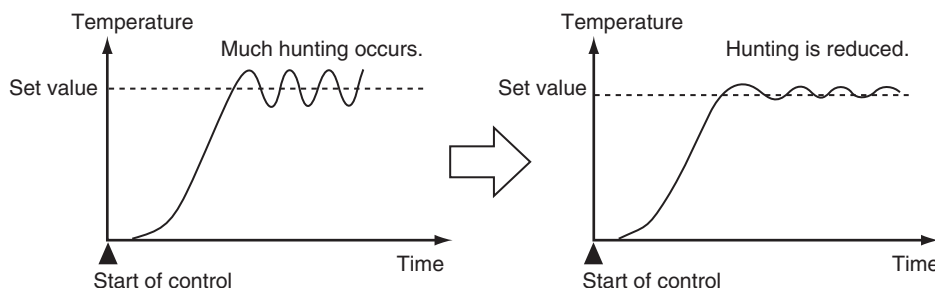 Temperature
Much hunting occurs.
Set value
Time
Start of control
Temperature
Hunting is reduced.
Set value
Time
Start of control